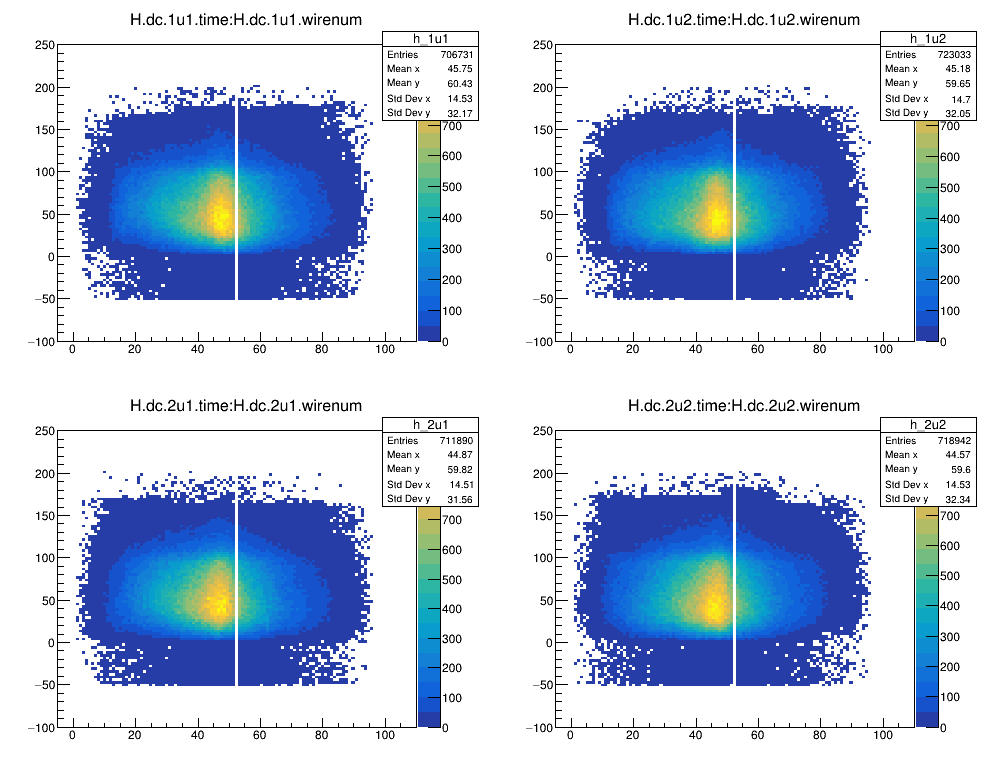 H.dc.1u1.time:H.dc.1u1.wirenum
h_1u1
Entries 706731
Mean x 45.75
Mean y 60.43
Std Dev x 14.53
Std Dev y 32.17
250
200
150
100
50
0
−50
−100
0 20 40 60 80 100
700
600
500
400
300
200
100
0
H.dc.1u2.time:H.dc.1u2.wirenum
h_1u2
Entries 723033
Mean x 45.18
Mean y 59.65
Std Dev x 14.7
Std Dev y 32.05
250
200
150
100
50
0
−50
−100
0 20 40 60 80 100
700
600
500
400
300
200
100
0
H.dc.2u1.time:H.dc.2u1.wirenum
h_2u1
Entries 711890
Mean x 44.87
Mean y 59.82
Std Dev x 14.51
Std Dev y 31.56
250
200
150
100
50
0
−50
−100
0 20 40 60 80 100
700
600
500
400
300
200
100
0
H.dc.2u2.time:H.dc.2u2.wirenum
h_2u2
Entries 718942
Mean x 44.57
Mean y 59.6
Std Dev x 14.53
Std Dev y 32.34
250
200
150
100
50
0
−50
−100
0 20 40 60 80 100
700
600
500
400
300
200
100
0